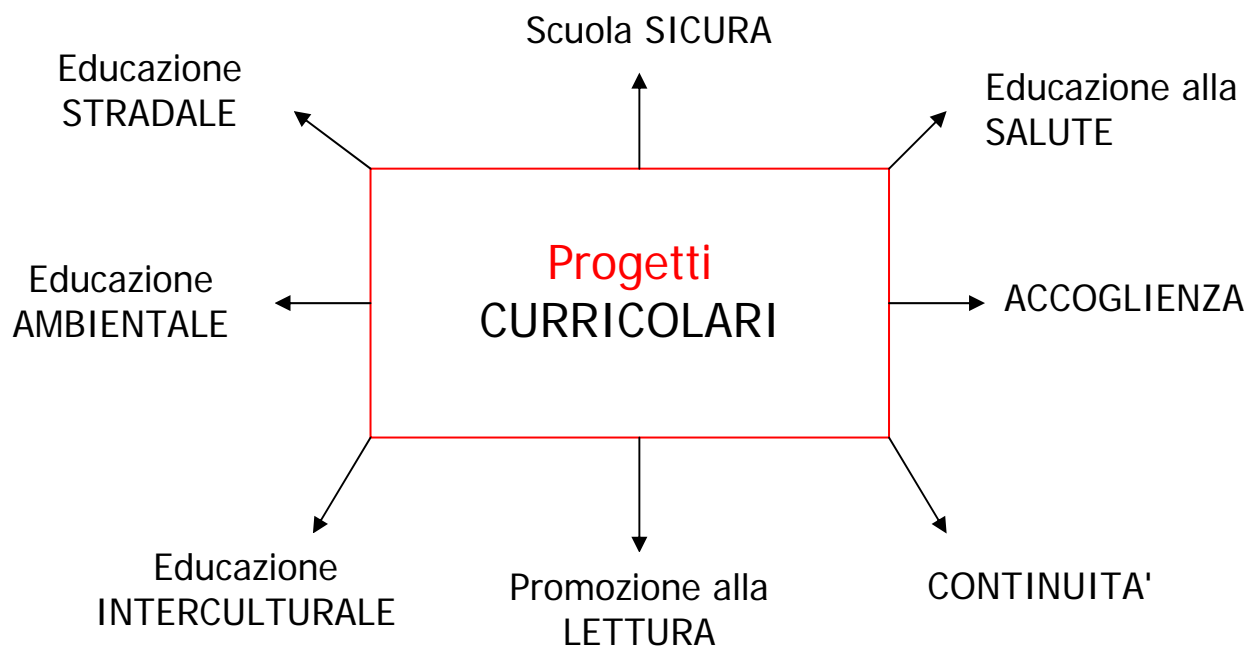 Scuola SICURA
Educazione
STRADALE
Educazione alla
SALUTE
Progetti
CURRICOLARI
Educazione
AMBIENTALE
ACCOGLIENZA
Educazione
INTERCULTURALE
Promozione alla
LETTURA
CONTINUITA'